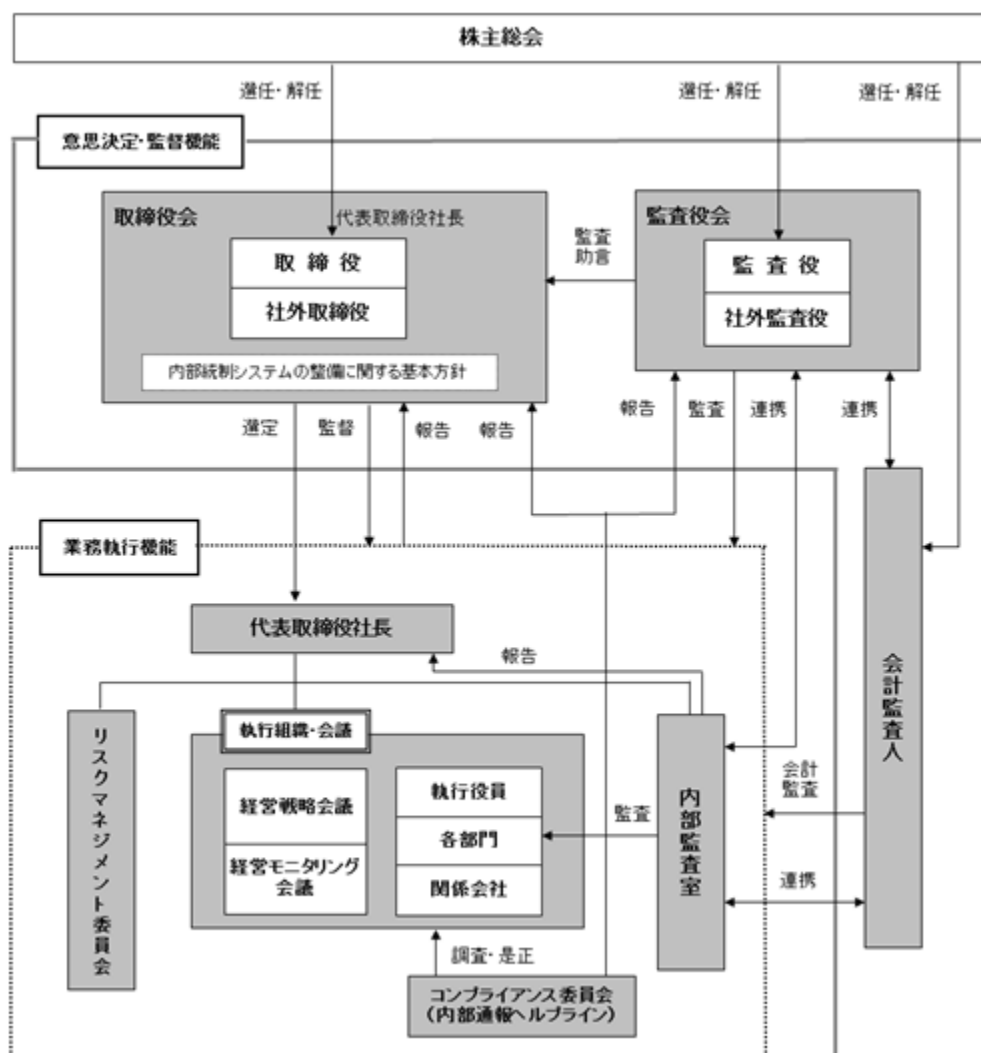 株主総会
選任・解任
選任・解任
選任・解任
意思決定・監督機能
取締役会
代表取締役社長
取締役
社外取締役
内部統制システムの整備に関する基本方針
監査
助言
監査役会
監査役
社外監査役
選定
監督
報告
報告
報告
監査
連携
連携
業務執行機能
代表取締役社長
報告
執行組織・会議
経営戦略会議
経営モニタリング
会議
執行役員
各部門
関係会社
監査
リスクマネジメント委員会
内部監査室
会計監査人
会計
監査
連携
調査・是正
コンプライアンス委員会
(内部通報ヘルプライン)